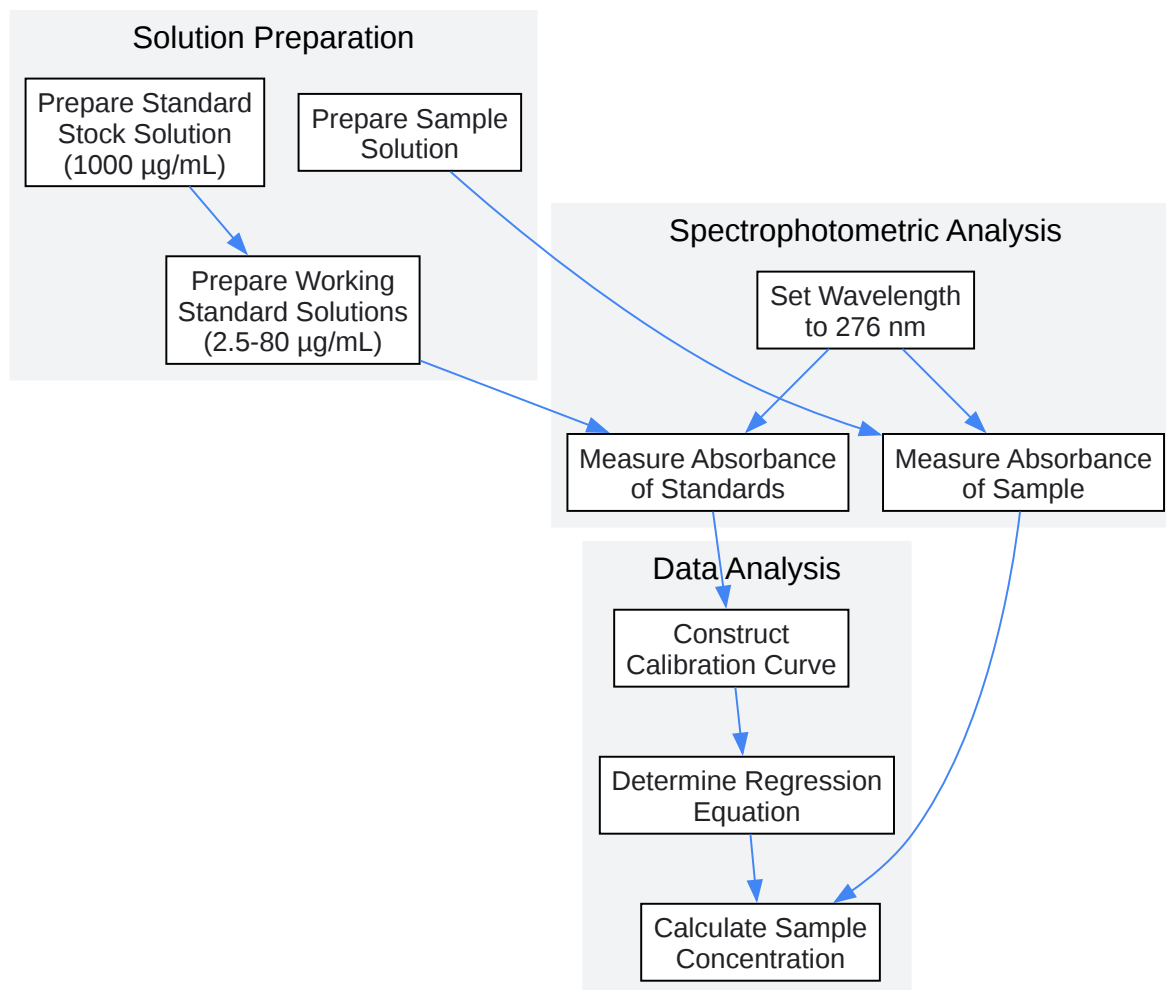 Solution Preparation
Prepare Standard
Stock Solution
(1000 µg/mL)
Prepare Sample
Solution
Prepare Working
Standard Solutions
(2.5-80 µg/mL)
Spectrophotometric Analysis
Set Wavelength
to 276 nm
Measure Absorbance
of Standards
Measure Absorbance
of Sample
Data Analysis
Construct
Calibration Curve
Determine Regression
Equation
Calculate Sample
Concentration